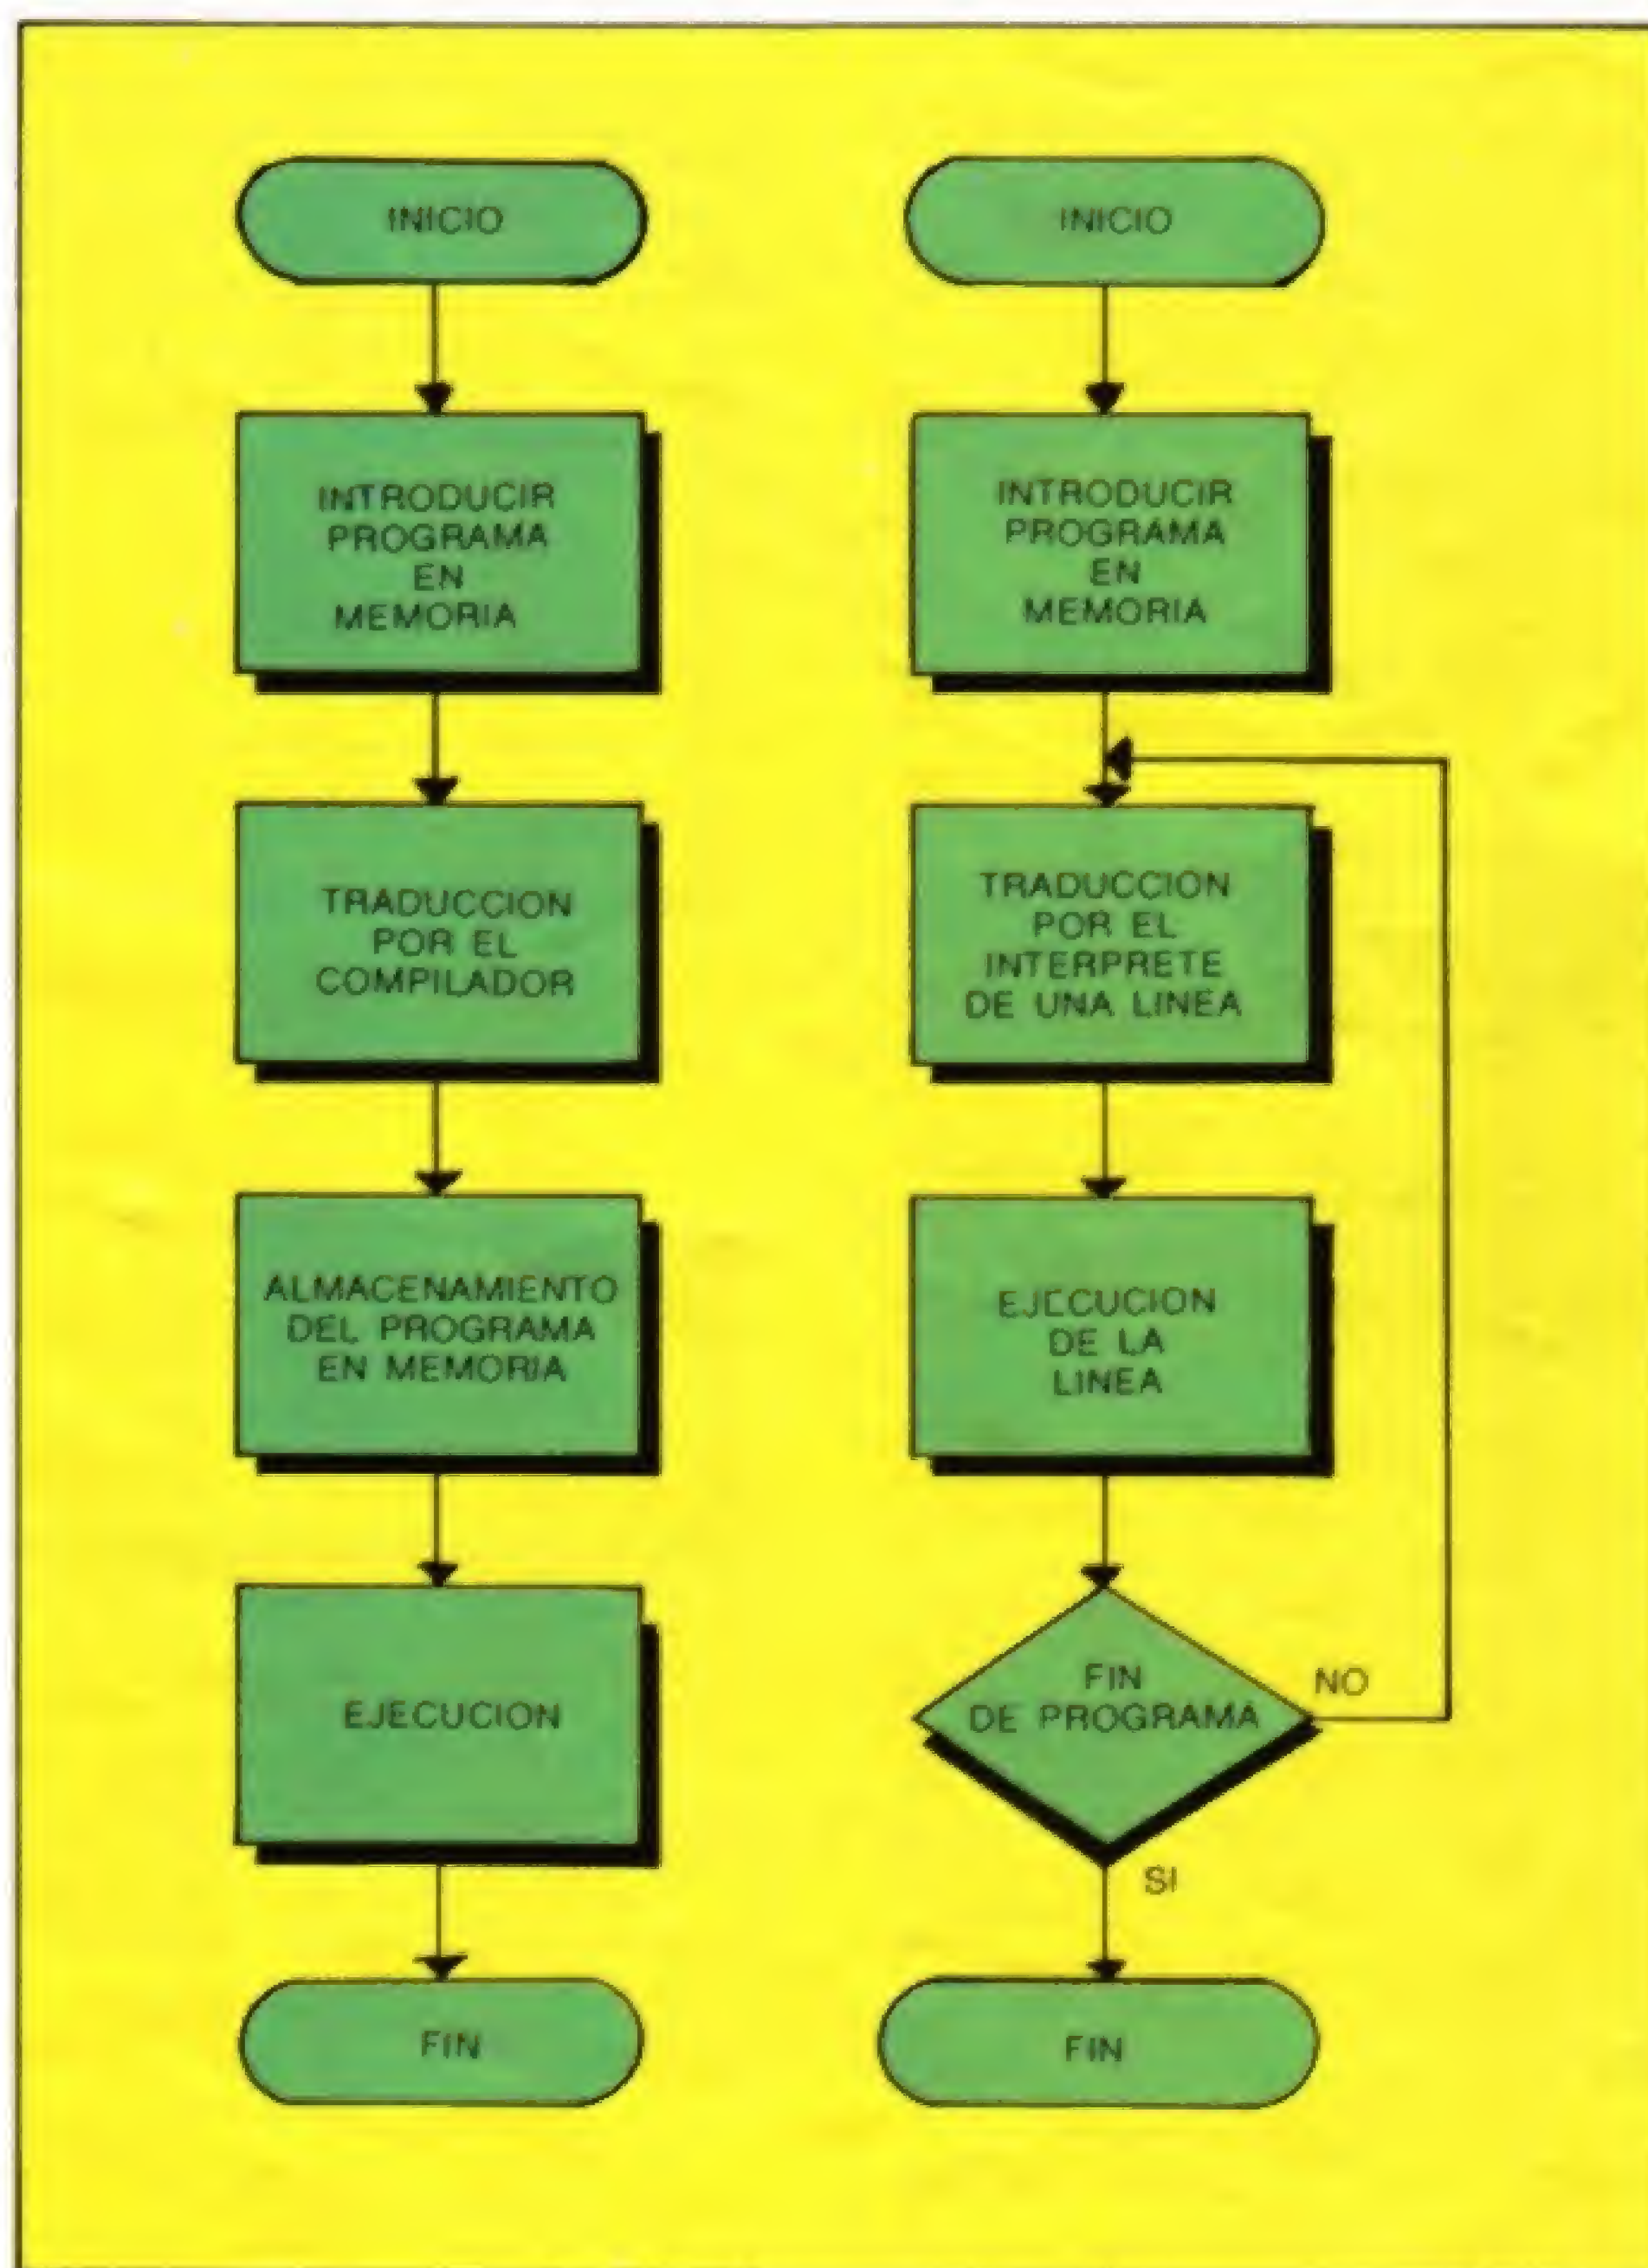 INICIO
INTRODUCIR
PROGRAMA
EN
MEMORIA
TRADUCCION
POR EL
COMPILADOR
ALMACENAMIENTO
DEL PROGRAMA
EN MEMORIA
EJECUCION
FIN
INICIO
INTRODUCIR
PROGRAMA
EN
MEMORIA
TRADUCCION
POR EL
INTERPRETE
DE UNA LINEA
EJECUCION
DE LA
LINEA
FIN
DE PROGRAMA
NO
SI
FIN